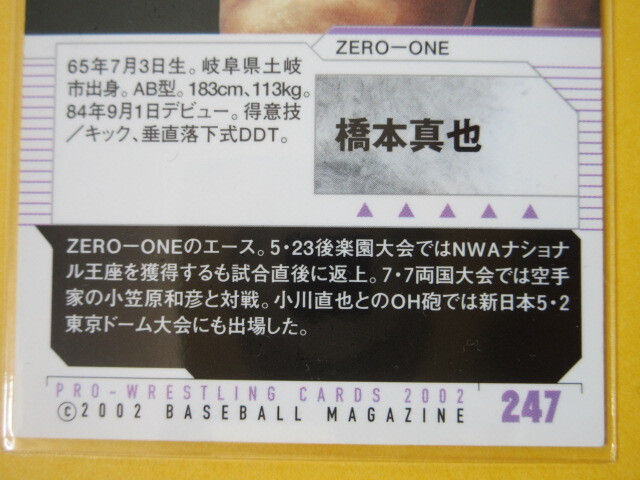 ZERO－ONE
65年7月3日生。岐阜県土岐
市出身。AB型。183cm、113kg。
84年9月1日デビュー。得意技
／キック、垂直落下式DDT。
橋本真也
ZERO－ONEのエース。5・23後楽園大会ではNWAナショナ
ル王座を獲得するも試合直後に返上。7・7両国大会では空手
家の小笠原和彦と対戦。小川直也とのOH砲では新日本5・2
東京ドーム大会にも出場した。
PRO-WRESTLING CARDS 2002
©2002 BASEBALL MAGAZINE
247